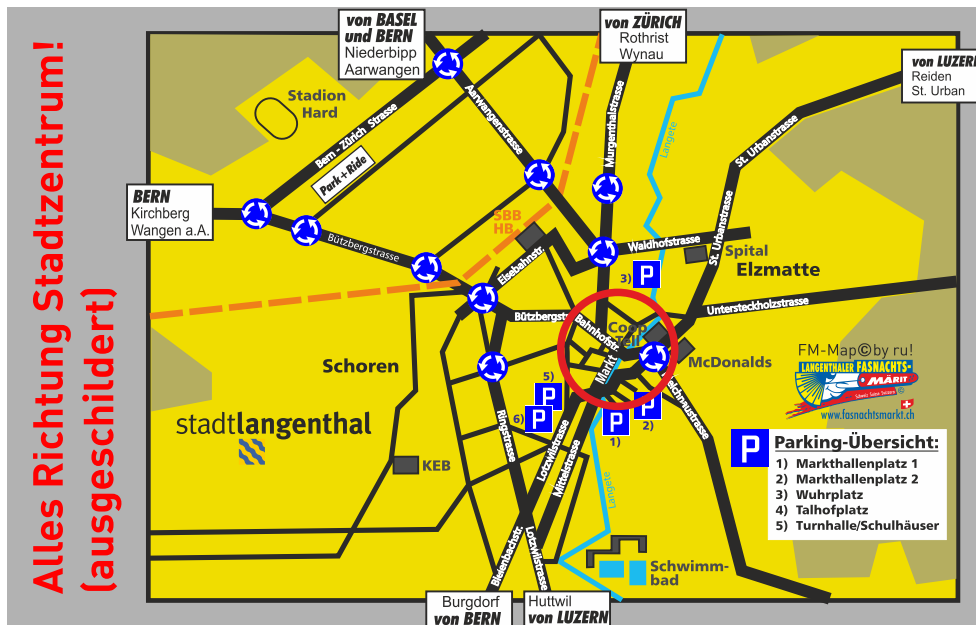 Alles Richtung Stadtzentrum!
(ausgeschildert)
von BASEL
und BERN
Niederbipp
Aarwangen
von ZÜRICH
Rothrist
Wynau
von LUZERN
Reiden
St. Urban
Stadion
Hard
Bern - Zürich Strasse
Park+Ride
Aarwangenstrasse
Murgenthalstrasse
Langete
St. Urbanstrasse
St. Urbanstrasse
BERN
Kirchberg
Wangen a.A.
Bützbergstrasse
SBB
HB
Eisebahnstr.
Waldhofstrasse
Spital
Elzmatte
3)
P
Untersteckholzstrasse
Bützbergst
Bahnhofstr.
Coop
Tell
Markt
McDonalds
Schoren
FM-Map©by ru!
LANGENTHALER FASNACHTS-
MÄRIT
©
www.fasnachtsmarkt.ch
5)
P
6)
P
P
1)
P
2)
stadtlangenthal
Ringstrasse
Lotzwilstrasse
Mittelstrasse
KEB
Langete
P
Parking-Übersicht:
1) Markthallenplatz 1
2) Markthallenplatz 2
3) Wuhrplatz
4) Talhofplatz
5) Turnhalle/Schulhäuser
Lotzwilstrasse
Schwimm-
bad
Burgdorf
von BERN
Huttwil
von LUZERN